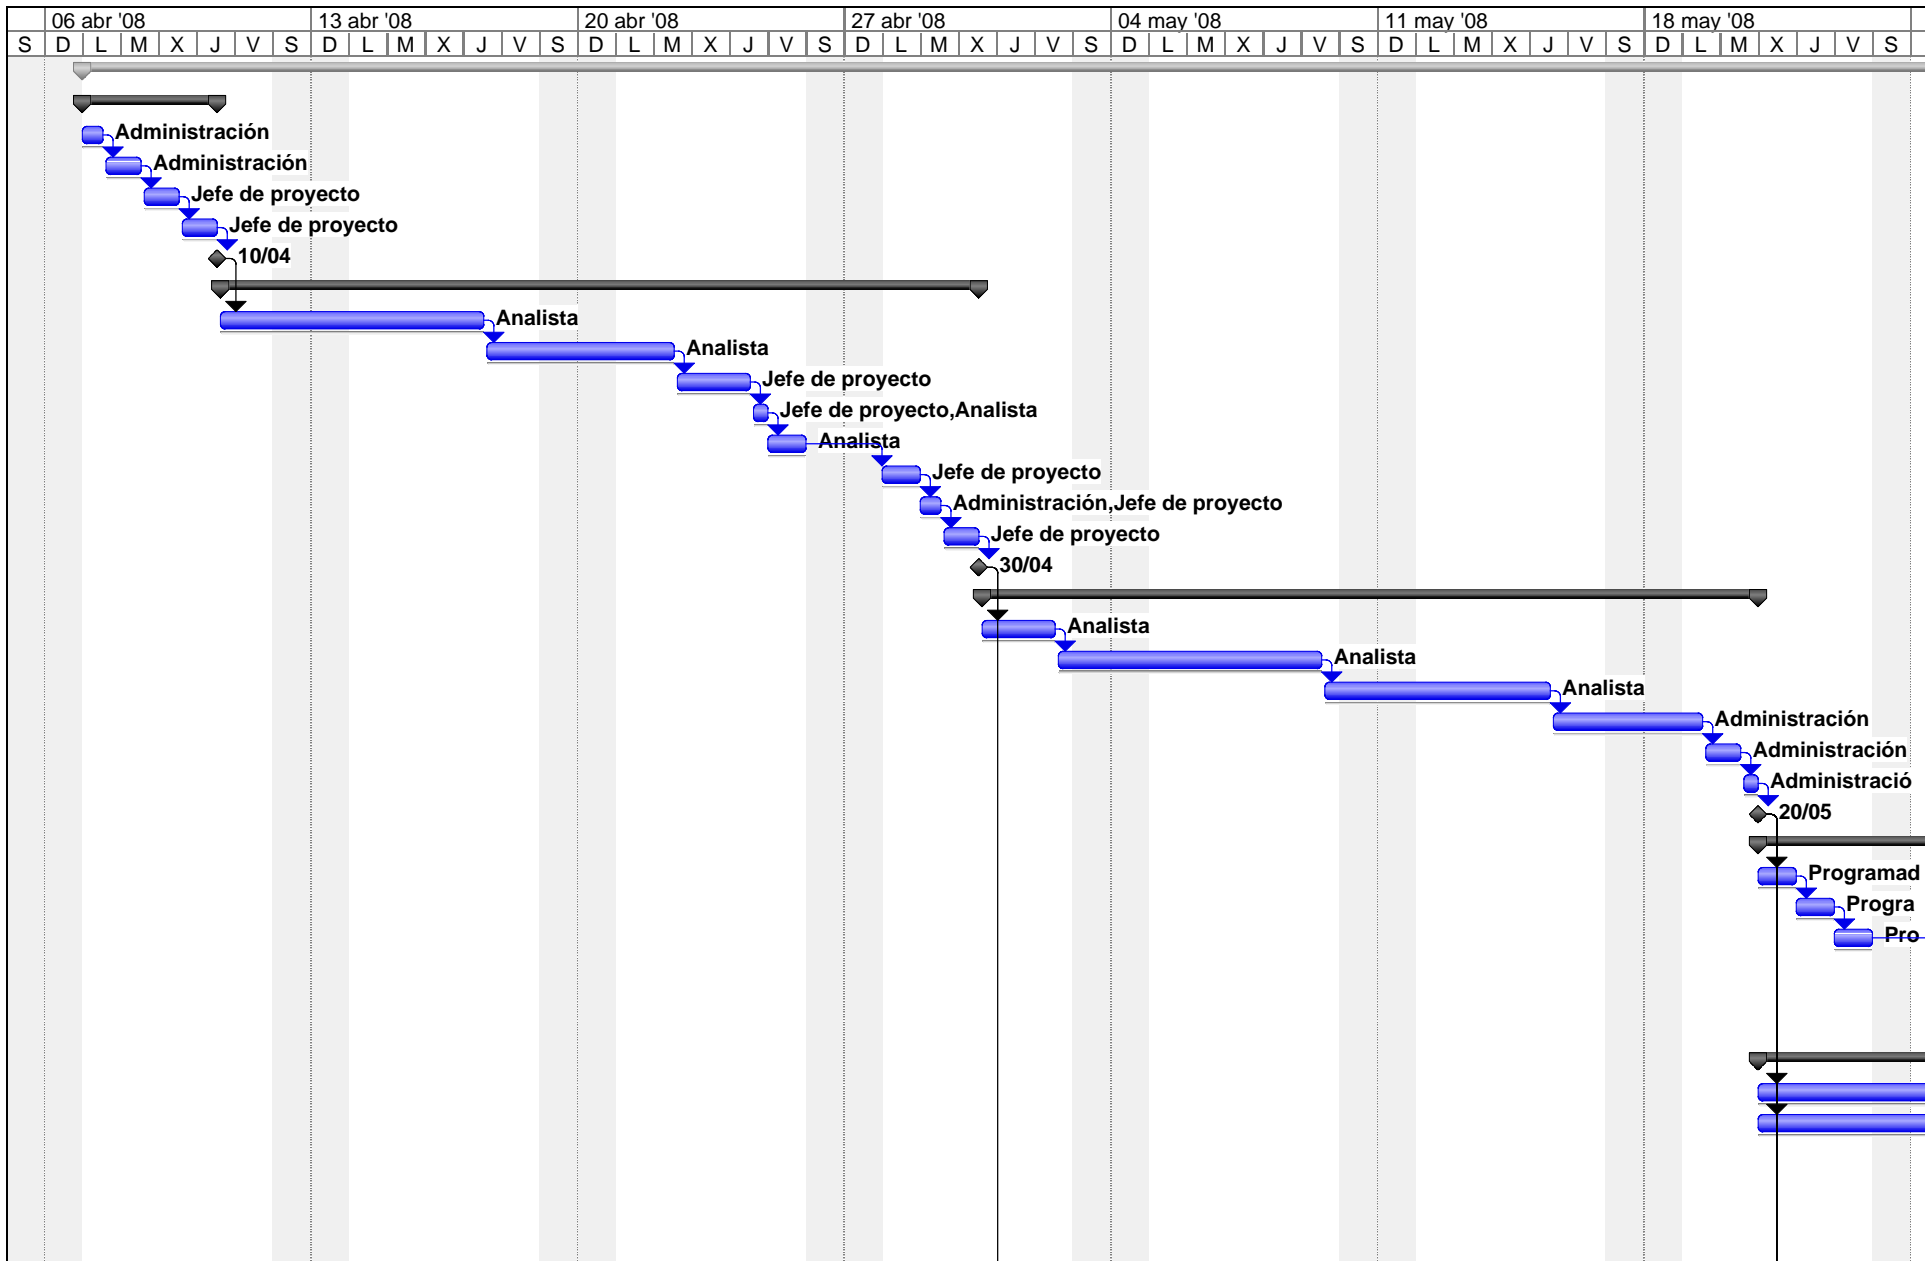 06 abr '08 13 abr '08 20 abr '08 27 abr '08 04 may '08 11 may '08 18 may '08
S D L M X J V S D L M X J V S D L M X J V S D L M X J V S D L M X J V S D L M X J V S D L M X J V S
Administración
Administración
Jefe de proyecto
Jefe de proyecto
10/04
Analista
Analista
Jefe de proyecto
Jefe de proyecto,Analista
Analista
Jefe de proyecto
Administración,Jefe de proyecto
Jefe de proyecto
30/04
Analista
Analista
Analista
Administración
Administración
Administració
20/05
Programad
Progra
Pro